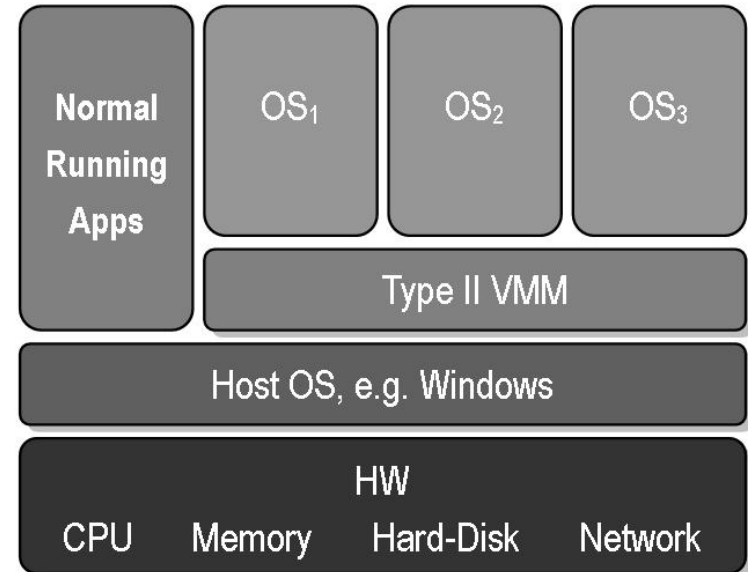 Normal
Running
Apps
OS₁
OS₂
OS₃
Type II VMM
Host OS, e.g. Windows
HW
CPU Memory Hard-Disk Network